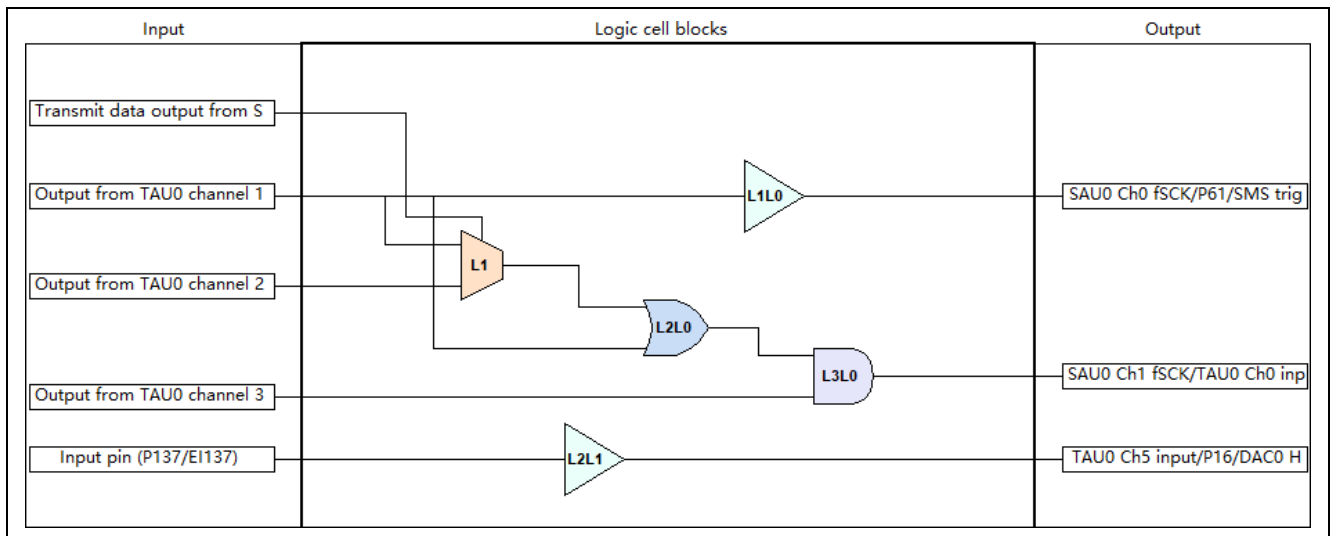 Input
Logic cell blocks
Output
Transmit data output from S
Output from TAU0 channel 1
L1L0
SAU0 Ch0 fSCK/P61/SMS trig
L1
Output from TAU0 channel 2
L2L0
L3L0
SAU0 Ch1 fSCK/TAU0 Ch0 inp
Output from TAU0 channel 3
Input pin (P137/EI137)
L2L1
TAU0 Ch5 input/P16/DAC0 H